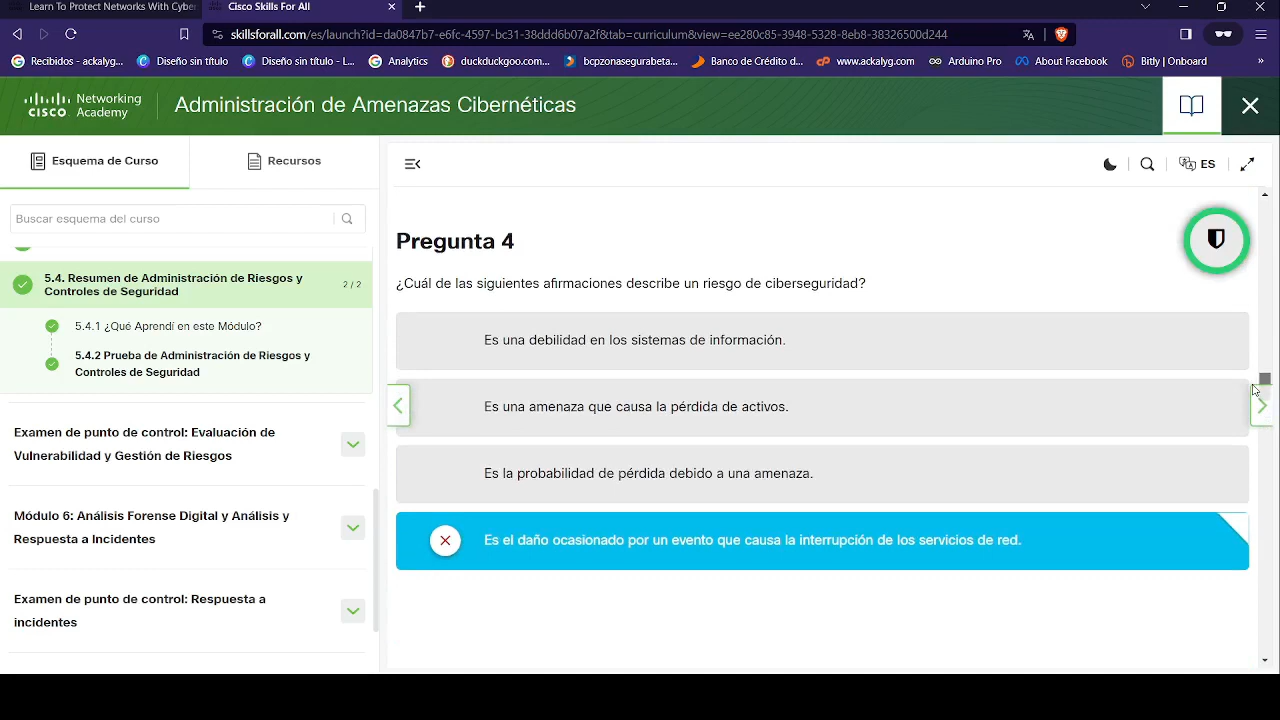 Learn To Protect Networks With Cyber
Cisco Skills For All
skillsforall.com/es/launch?id=da0847b7-e6fc-4597-bc31-38ddd6b07a2f&tab=curriculum&view=ee280c85-3948-5328-8eb8-38326500d244
Recibidos - ackalyg...
Diseño sin título
Diseño sin título - L...
Analytics
duckduckgoo.com...
bcpzonasegurabeta...
Banco de Crédito d...
www.ackalyg.com
Arduino Pro
About Facebook
Bitly | Onboard
»
CISCO
Networking
Academy
Administración de Amenazas Cibernéticas
Esquema de Curso
Recursos
ES
Buscar esquema del curso
5.4. Resumen de Administración de Riesgos y
Controles de Seguridad
2 / 2
5.4.1 ¿Qué Aprendí en este Módulo?
5.4.2 Prueba de Administración de Riesgos y
Controles de Seguridad
Examen de punto de control: Evaluación de
Vulnerabilidad y Gestión de Riesgos
Módulo 6: Análisis Forense Digital y Análisis y
Respuesta a Incidentes
Examen de punto de control: Respuesta a
incidentes
Pregunta 4
¿Cuál de las siguientes afirmaciones describe un riesgo de ciberseguridad?
Es una debilidad en los sistemas de información.
Es una amenaza que causa la pérdida de activos.
Es la probabilidad de pérdida debido a una amenaza.
Es el daño ocasionado por un evento que causa la interrupción de los servicios de red.